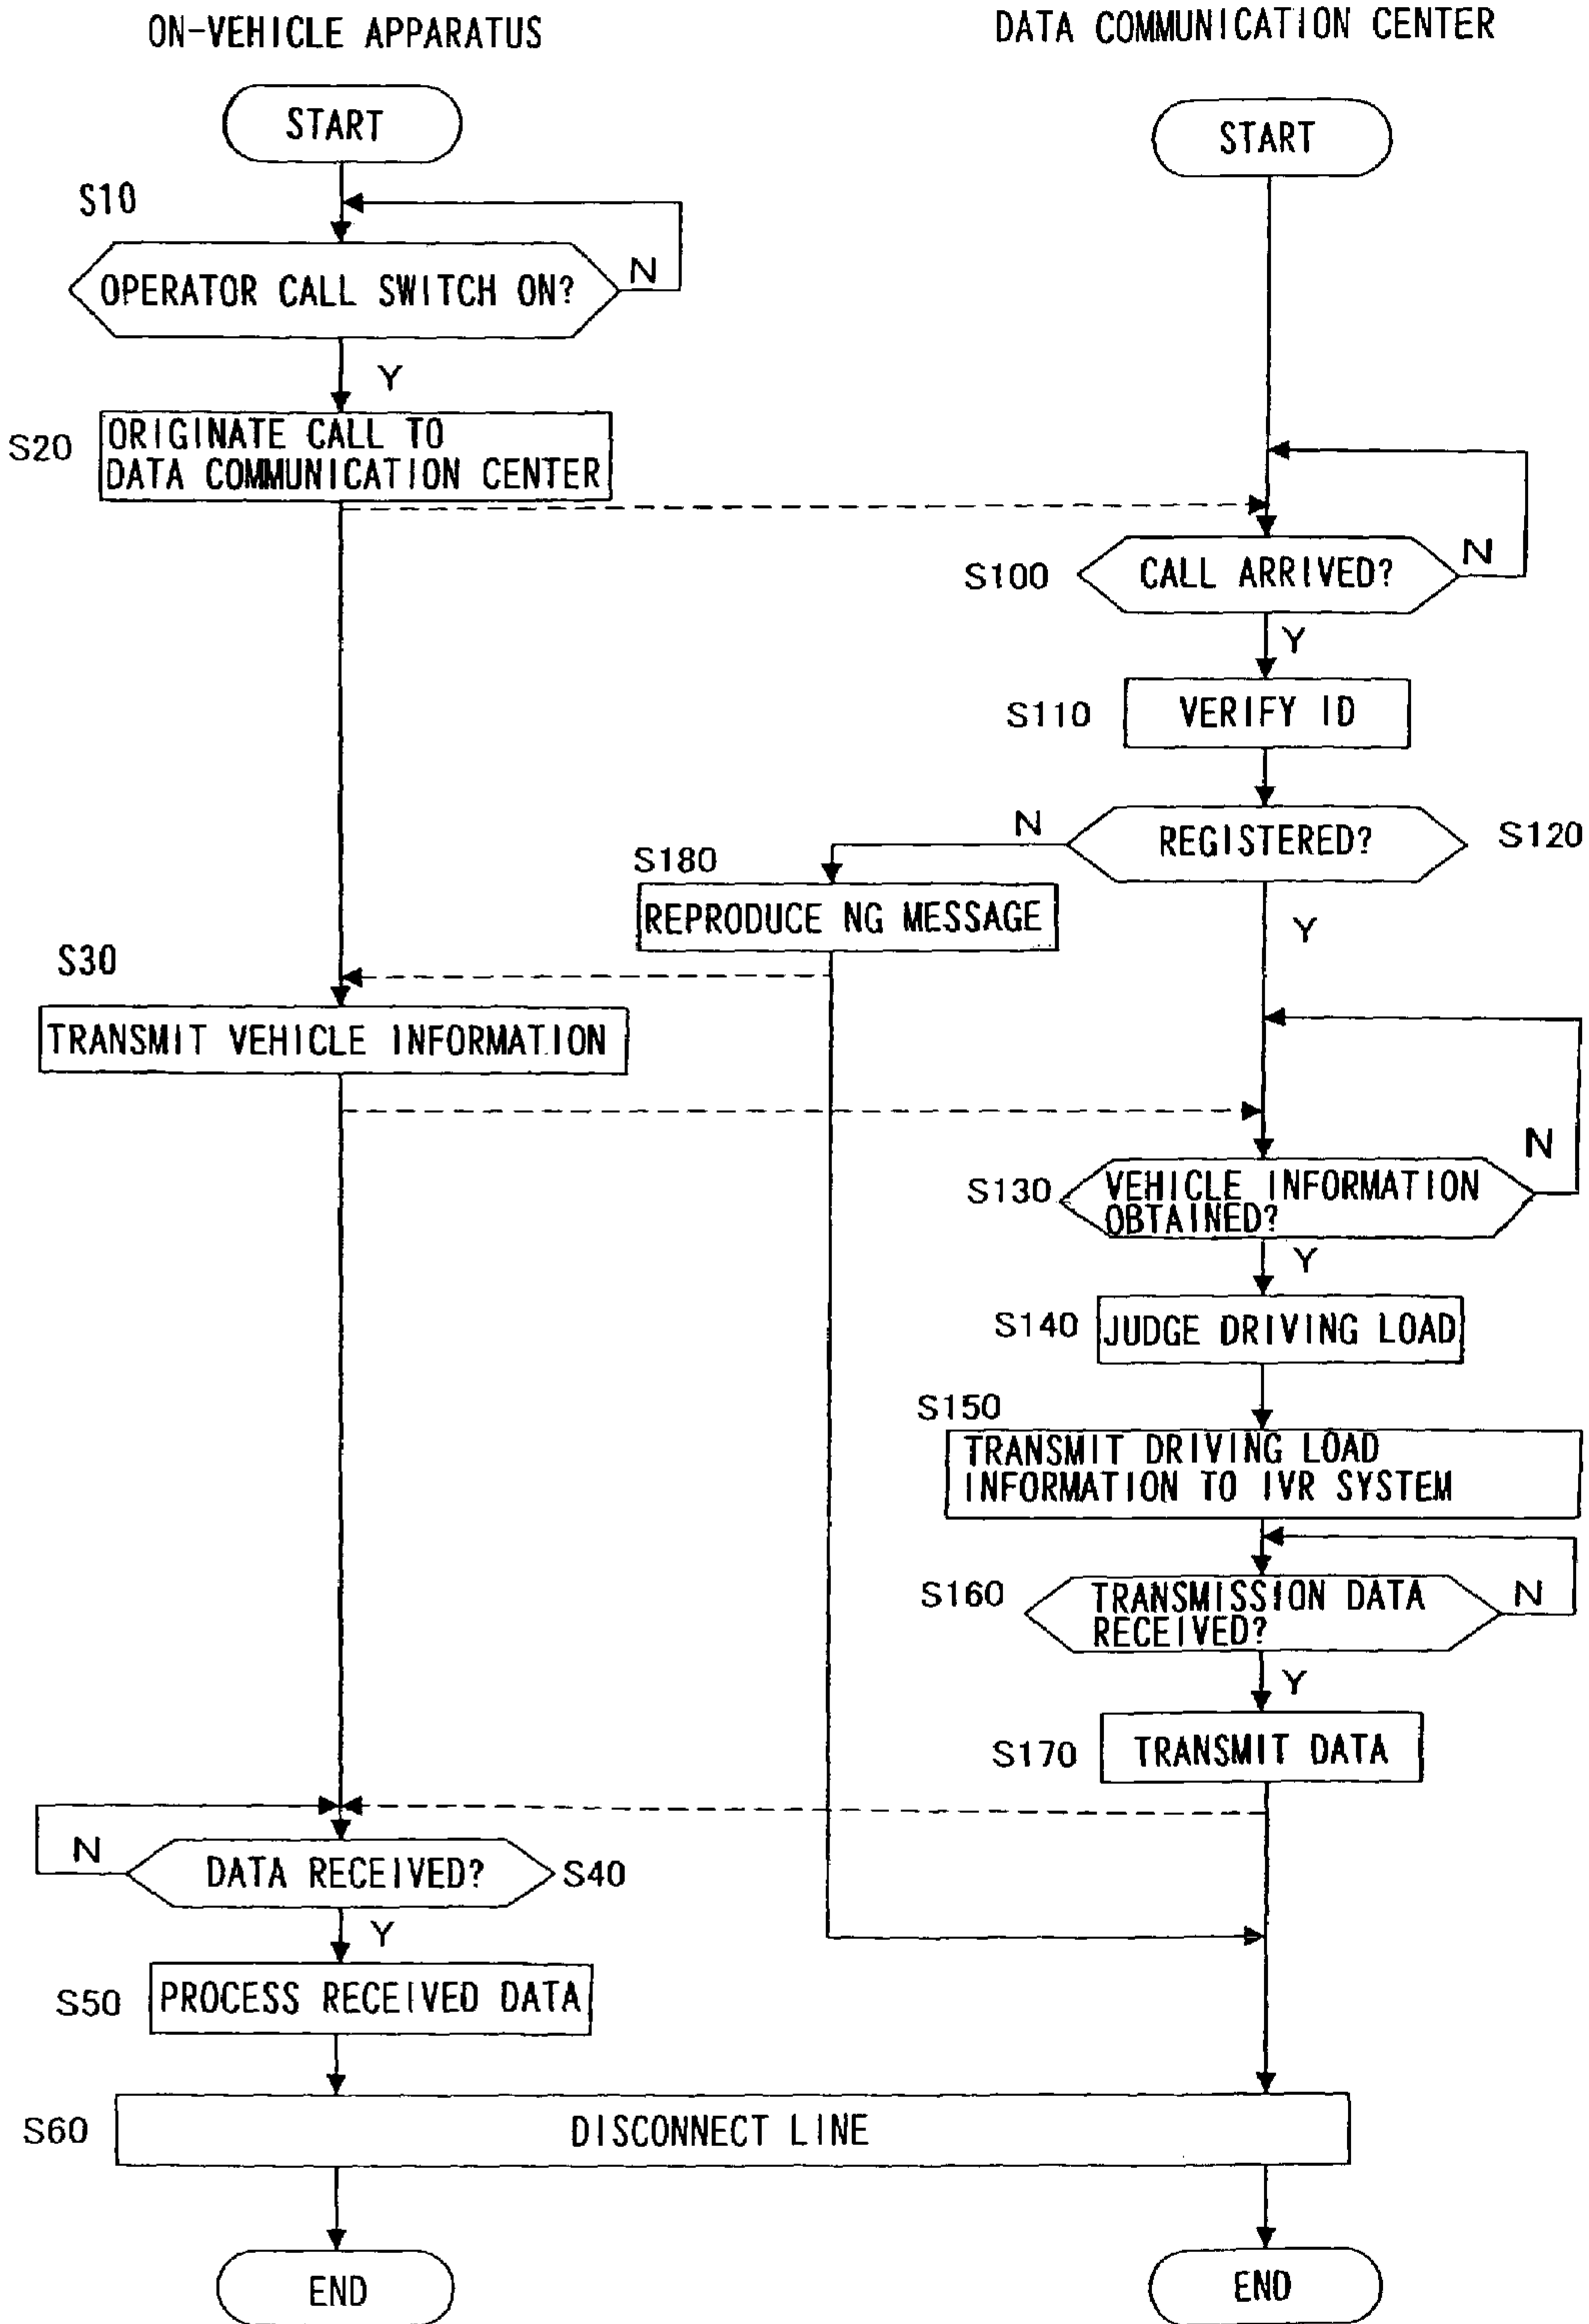 ON-VEHICLE APPARATUS
DATA COMMUNICATION CENTER
START
START
S10
OPERATOR CALL SWITCH ON?
N
Y
S20
ORIGINATE CALL TO
DATA COMMUNICATION CENTER
S100
CALL ARRIVED?
N
Y
S110
VERIFY ID
N
REGISTERED?
S120
S180
REPRODUCE NG MESSAGE
Y
S30
TRANSMIT VEHICLE INFORMATION
N
S130
VEHICLE INFORMATION
OBTAINED?
Y
S140
JUDGE DRIVING LOAD
S150
TRANSMIT DRIVING LOAD
INFORMATION TO IVR SYSTEM
S160
TRANSMISSION DATA
RECEIVED?
N
Y
S170
TRANSMIT DATA
N
DATA RECEIVED?
S40
Y
S50
PROCESS RECEIVED DATA
S60
DISCONNECT LINE
END
END